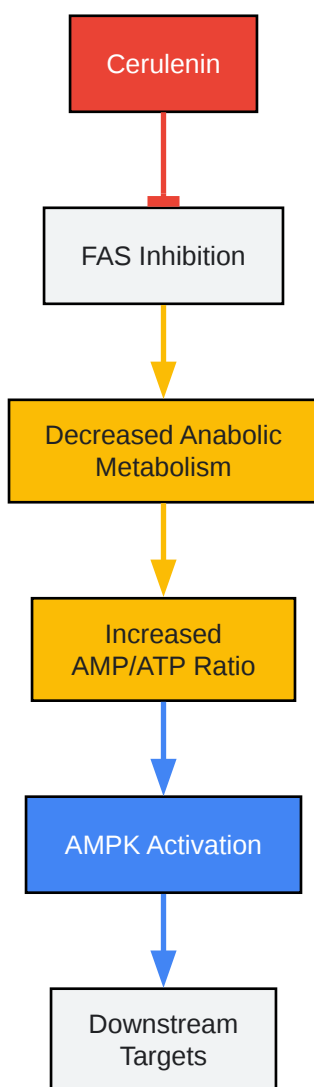 Cerulenin
FAS Inhibition
Decreased Anabolic
Metabolism
Increased
AMP/ATP Ratio
AMPK Activation
Downstream
Targets